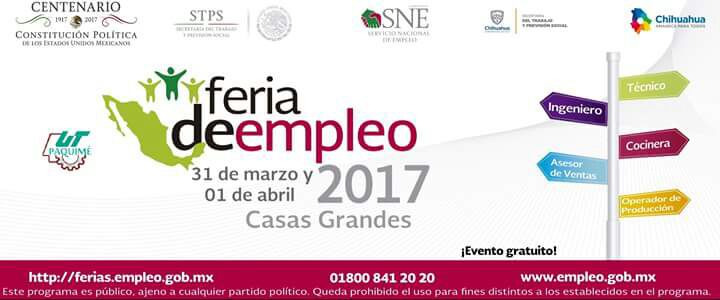 CENTENARIO
1917 2017
CONSTITUCIÓN POLÍTICA
DE LOS ESTADOS UNIDOS MEXICANOS
STPS
SECRETARÍA DEL TRABAJO
Y PREVISIÓN SOCIAL
SNE
SERVICIO NACIONAL
DE EMPLEO
Chihuahua
SECRETARÍA
DEL TRABAJO
Y PREVISIÓN SOCIAL
Chihuahua
AMANECE PARA TODOS
feria
deempleo
31 de marzo y
01 de abril
2017
Casas Grandes
UT
PAQUIMÉ
Técnico
Ingeniero
Cocinera
Asesor
de Ventas
Operador de
Producción
¡Evento gratuito!
http://ferias.empleo.gob.mx
01800 841 20 20
www.empleo.gob.mx
Este programa es público, ajeno a cualquier partido político. Queda prohibido el uso para fines distintos a los establecidos en el programa.